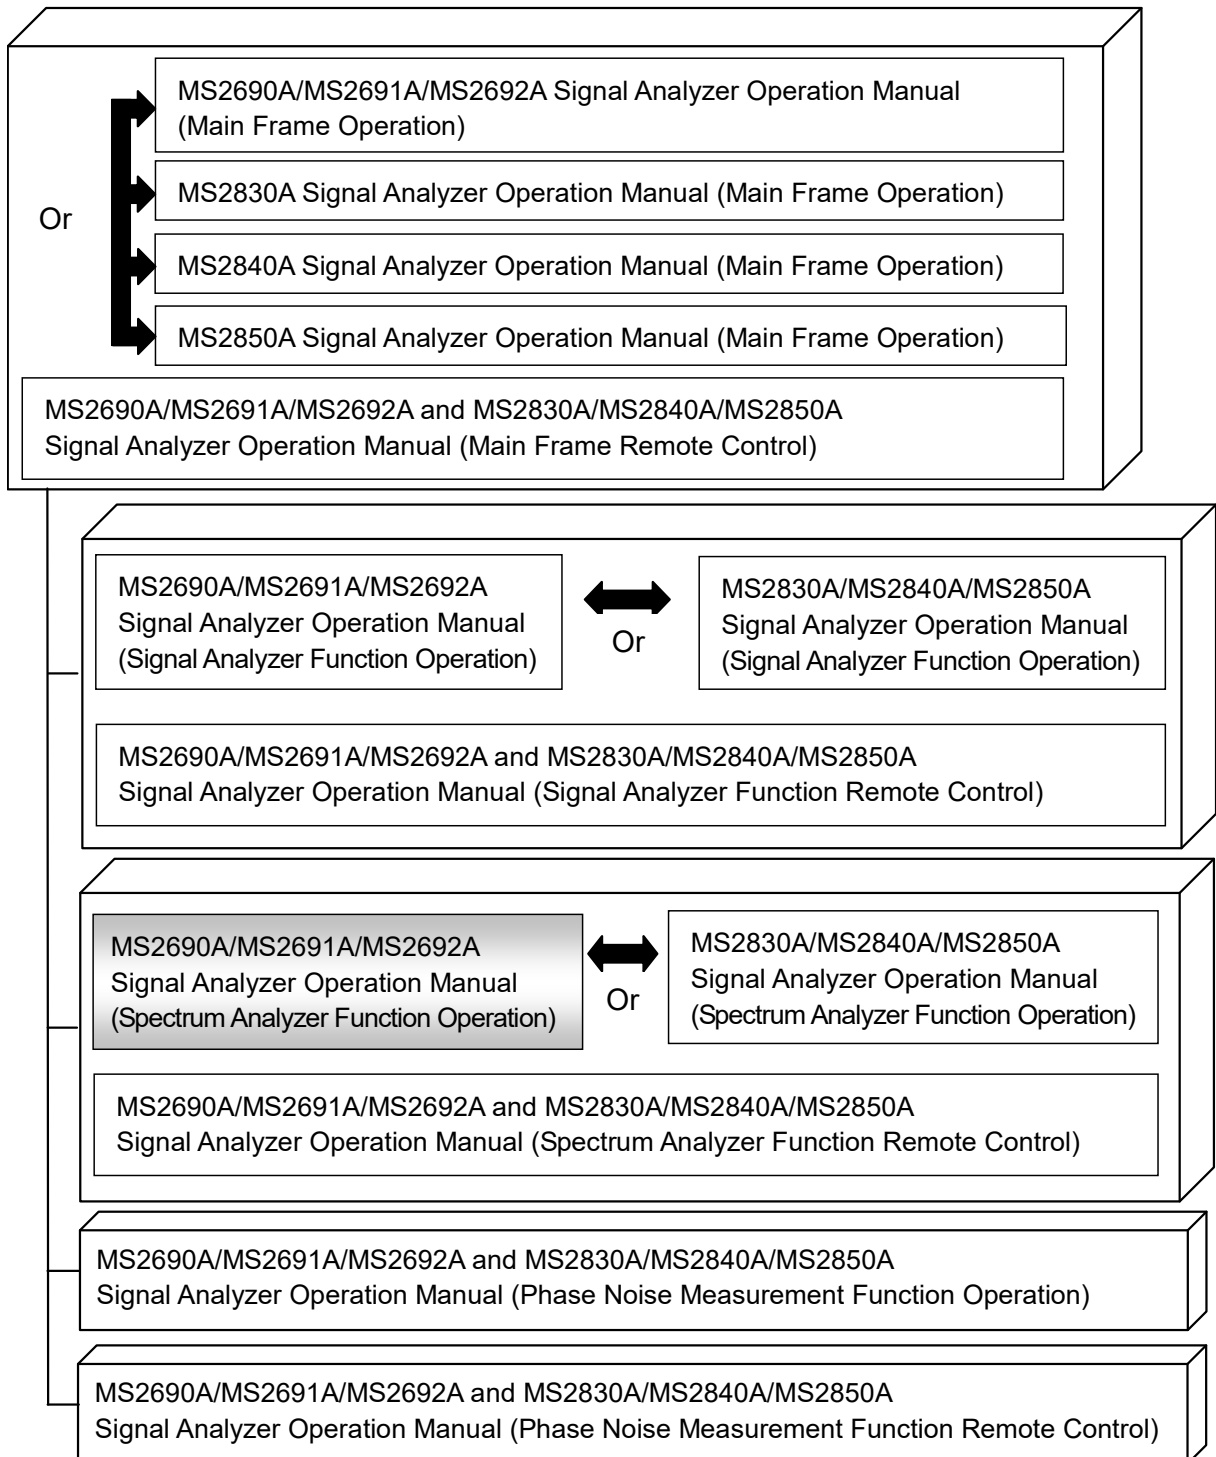 MS2690A/MS2691A/MS2692A Signal Analyzer Operation Manual
(Main Frame Operation)
Or
MS2830A Signal Analyzer Operation Manual (Main Frame Operation)
MS2840A Signal Analyzer Operation Manual (Main Frame Operation)
MS2850A Signal Analyzer Operation Manual (Main Frame Operation)
MS2690A/MS2691A/MS2692A and MS2830A/MS2840A/MS2850A
Signal Analyzer Operation Manual (Main Frame Remote Control)
MS2690A/MS2691A/MS2692A
Signal Analyzer Operation Manual
(Signal Analyzer Function Operation)
Or
MS2830A/MS2840A/MS2850A
Signal Analyzer Operation Manual
(Signal Analyzer Function Operation)
MS2690A/MS2691A/MS2692A and MS2830A/MS2840A/MS2850A
Signal Analyzer Operation Manual (Signal Analyzer Function Remote Control)
MS2690A/MS2691A/MS2692A
Signal Analyzer Operation Manual
(Spectrum Analyzer Function Operation)
Or
MS2830A/MS2840A/MS2850A
Signal Analyzer Operation Manual
(Spectrum Analyzer Function Operation)
MS2690A/MS2691A/MS2692A and MS2830A/MS2840A/MS2850A
Signal Analyzer Operation Manual (Spectrum Analyzer Function Remote Control)
MS2690A/MS2691A/MS2692A and MS2830A/MS2840A/MS2850A
Signal Analyzer Operation Manual (Phase Noise Measurement Function Operation)
MS2690A/MS2691A/MS2692A and MS2830A/MS2840A/MS2850A
Signal Analyzer Operation Manual (Phase Noise Measurement Function Remote Control)